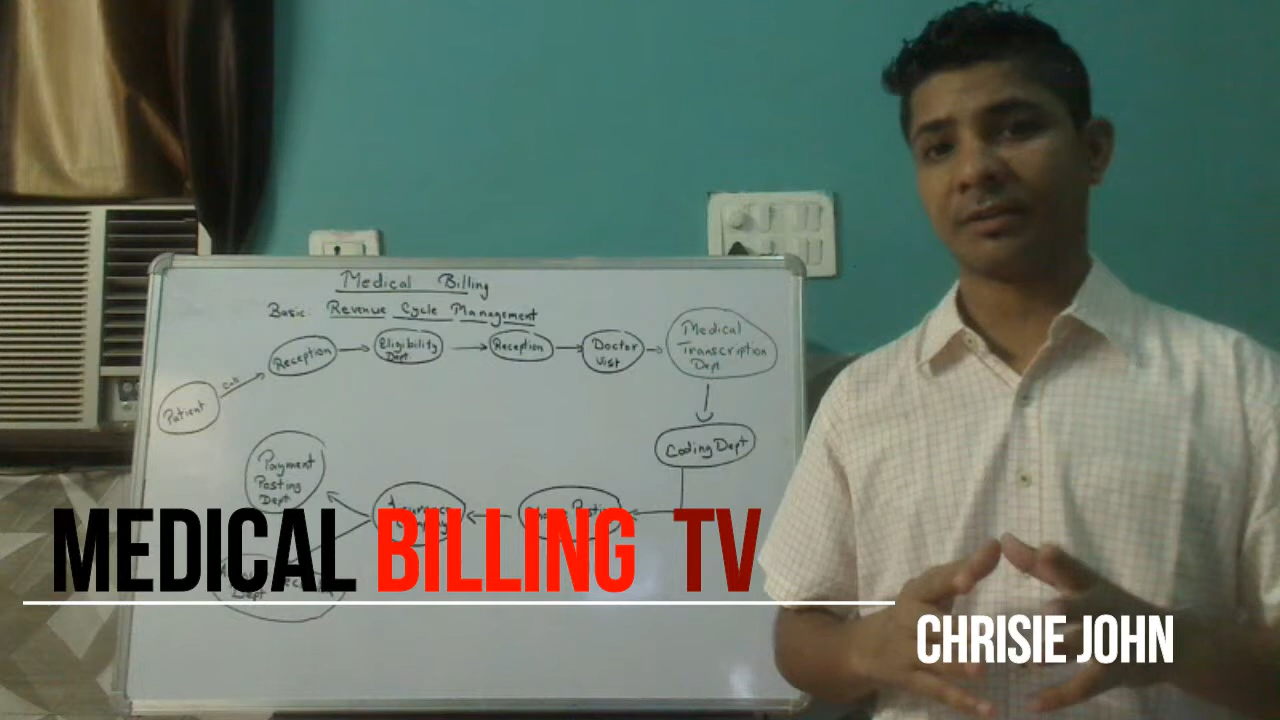 Medical Billing
Basic: Revenue Cycle Management
Patient
Call
Reception
Eligibility
Dept.
Reception
Doctor
Visit
Medical
Transcription
Dept.
Coding Dept
Payment
Posting
Dept
Dept
MEDICAL BILLING TV
CHRISIE JOHN